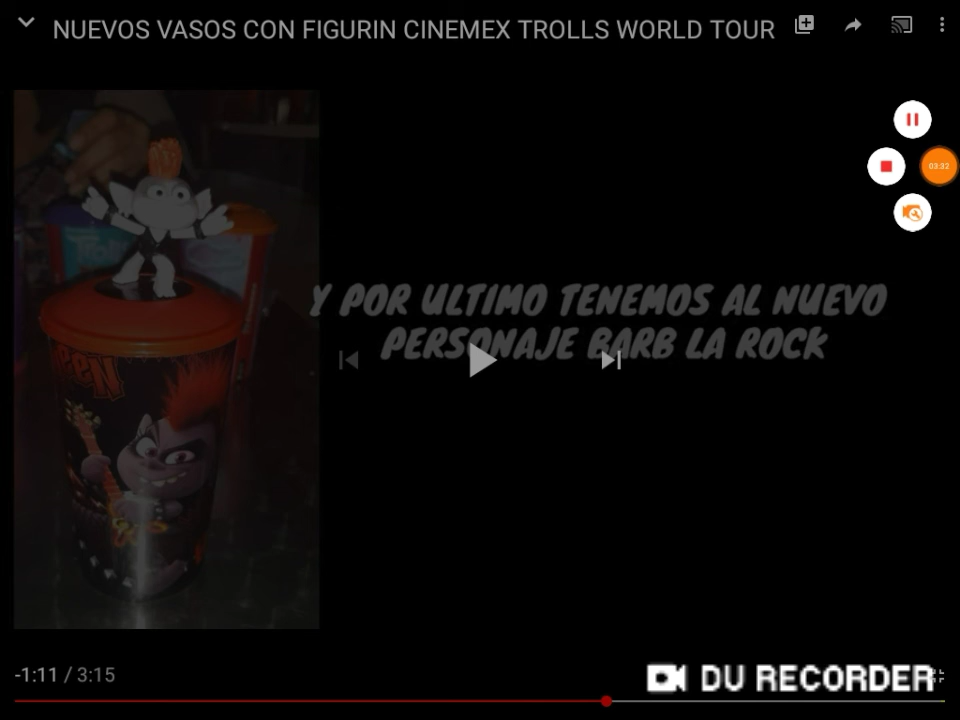 NUEVOS VASOS CON FIGURIN CINEMEX TROLLS WORLD TOUR
03:32
Y POR ULTIMO TENEMOS AL NUEVO
PERSONAJE BARB LA ROCK
-1:11 / 3:15
DU RECORDER